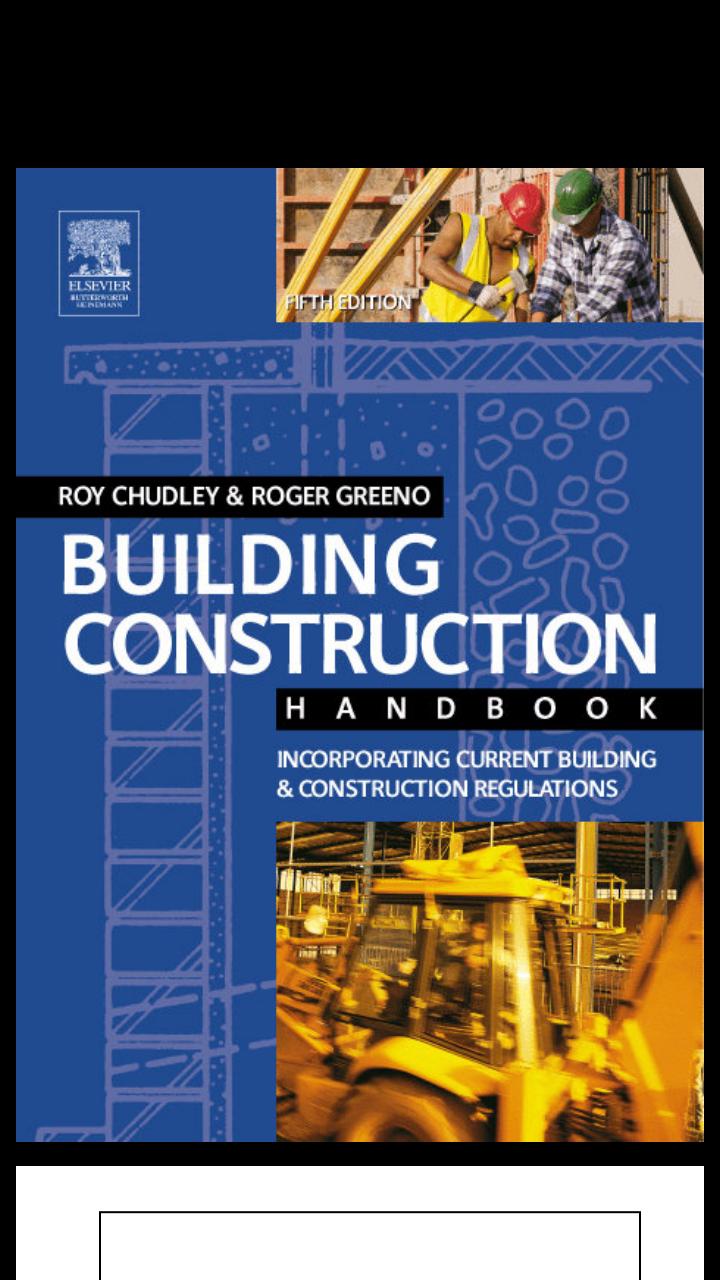 ELSEVIER
BUTTERWORTH
HEINEMANN
FIFTH EDITION
ROY CHUDLEY & ROGER GREENO
BUILDING
CONSTRUCTION
HANDBOOK
INCORPORATING CURRENT BUILDING
& CONSTRUCTION REGULATIONS